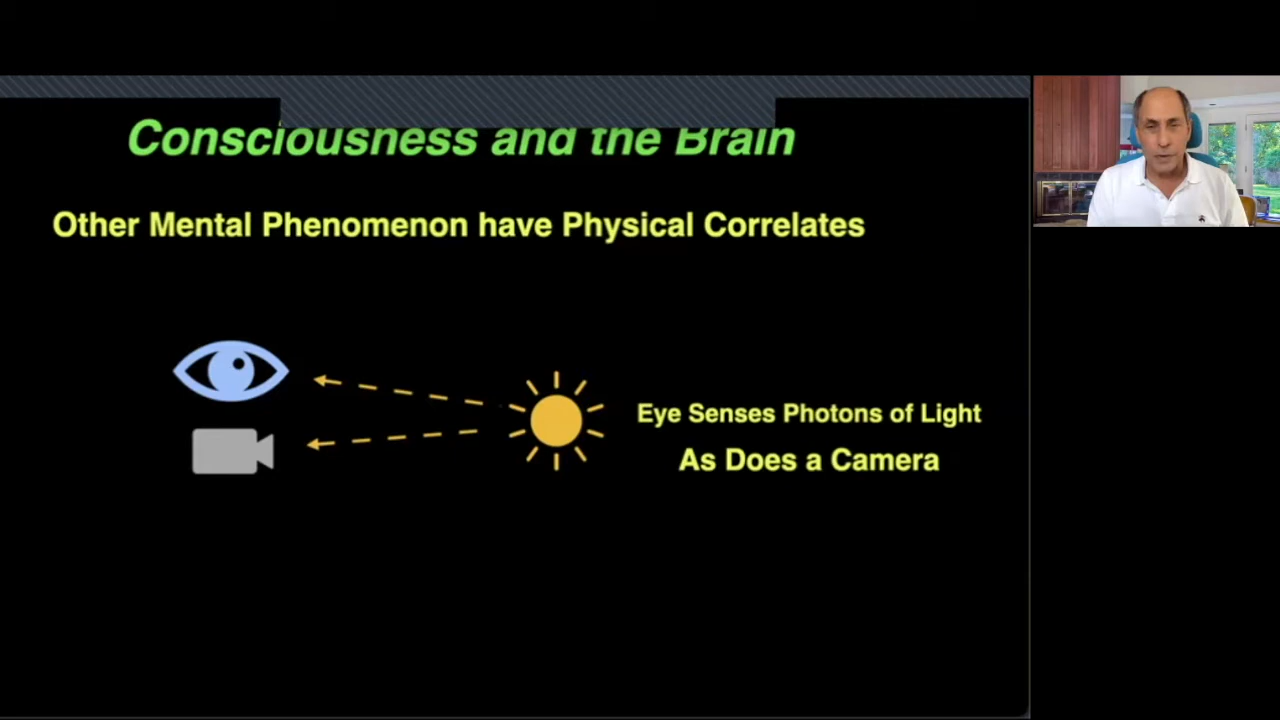 Consciousness and the Brain
Other Mental Phenomenon have Physical Correlates
Eye Senses Photons of Light
As Does a Camera